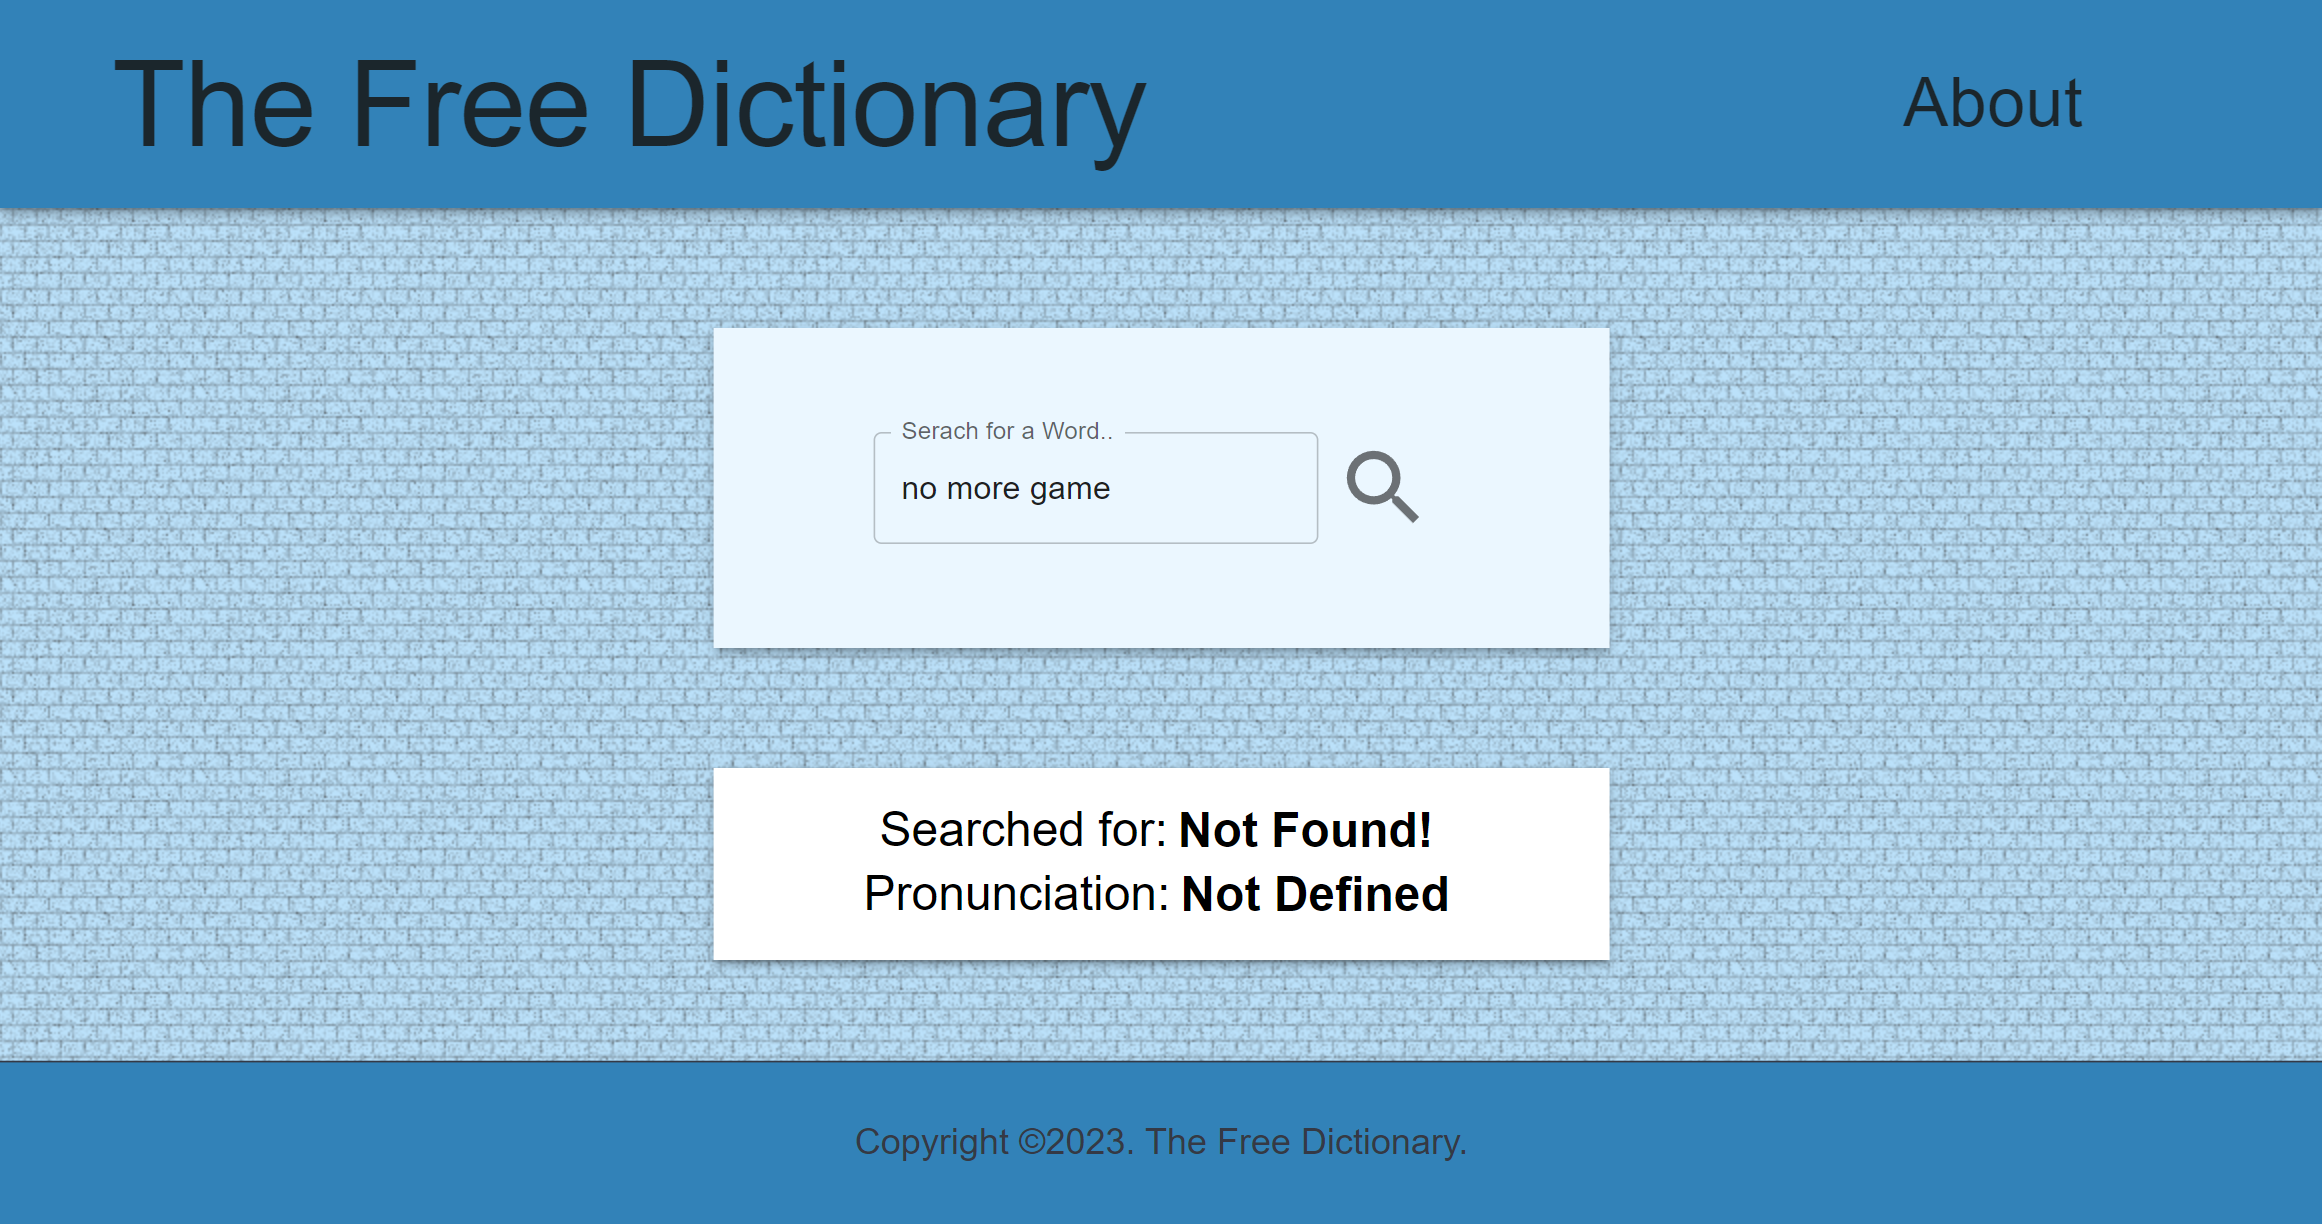 The Free Dictionary
About
Serach for a Word..
no more game
Searched for: Not Found!
Pronunciation: Not Defined
Copyright ©2023. The Free Dictionary.